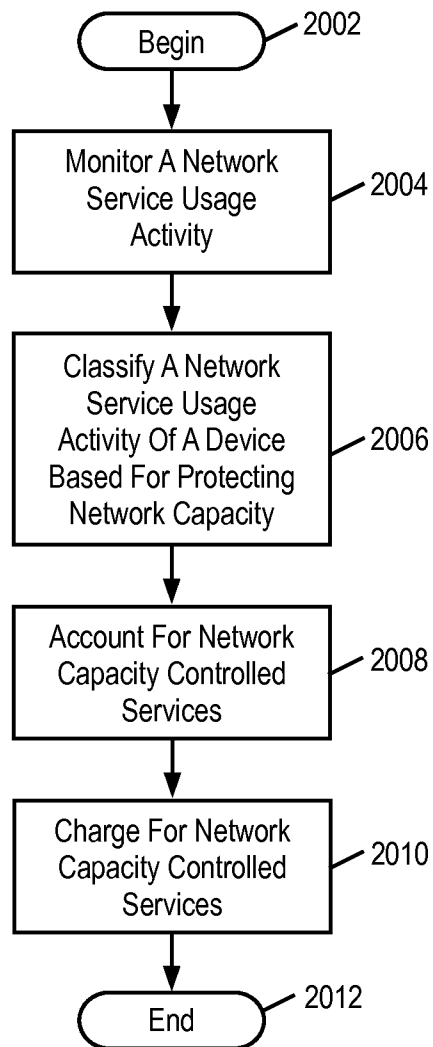 Begin
2002
Monitor A Network
Service Usage
Activity
2004
Classify A Network
Service Usage
Activity Of A Device
Based For Protecting
Network Capacity
2006
Account For Network
Capacity Controlled
Services
2008
Charge For Network
Capacity Controlled
Services
2010
End
2012